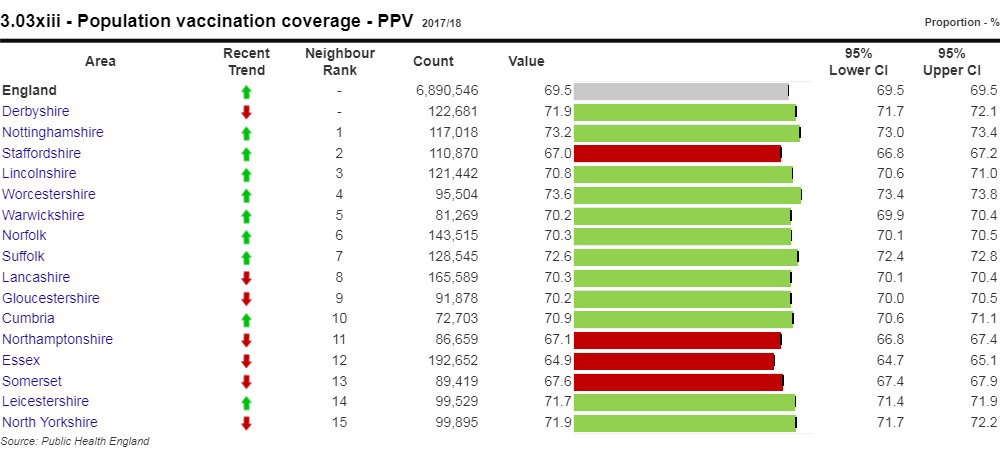 3.03xiii - Population vaccination coverage - PPV 2017/18 Proportion - %
Area Recent Trend Neighbour Rank Count Value 95% Lower CI 95% Upper CI
England - 6,890,546 69.5 69.5 69.5
Derbyshire - 122,681 71.9 71.7 72.1
Nottinghamshire 1 117,018 73.2 73.0 73.4
Staffordshire 2 110,870 67.0 66.8 67.2
Lincolnshire 3 121,442 70.8 70.6 71.0
Worcestershire 4 95,504 73.6 73.4 73.8
Warwickshire 5 81,269 70.2 69.9 70.4
Norfolk 6 143,515 70.3 70.1 70.5
Suffolk 7 128,545 72.6 72.4 72.8
Lancashire 8 165,589 70.3 70.1 70.4
Gloucestershire 9 91,878 70.2 70.0 70.5
Cumbria 10 72,703 70.9 70.6 71.1
Northamptonshire 11 86,659 67.1 66.8 67.4
Essex 12 192,652 64.9 64.7 65.1
Somerset 13 89,419 67.6 67.4 67.9
Leicestershire 14 99,529 71.7 71.4 71.9
North Yorkshire 15 99,895 71.9 71.7 72.2
Source: Public Health England